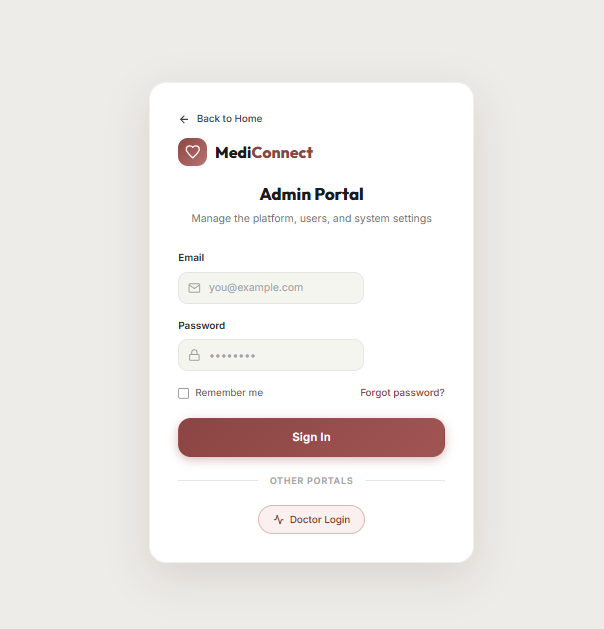 Back to Home
MediConnect
Admin Portal
Manage the platform, users, and system settings
Email
you@example.com
Password
••••••••
Remember me
Forgot password?
Sign In
OTHER PORTALS
Doctor Login